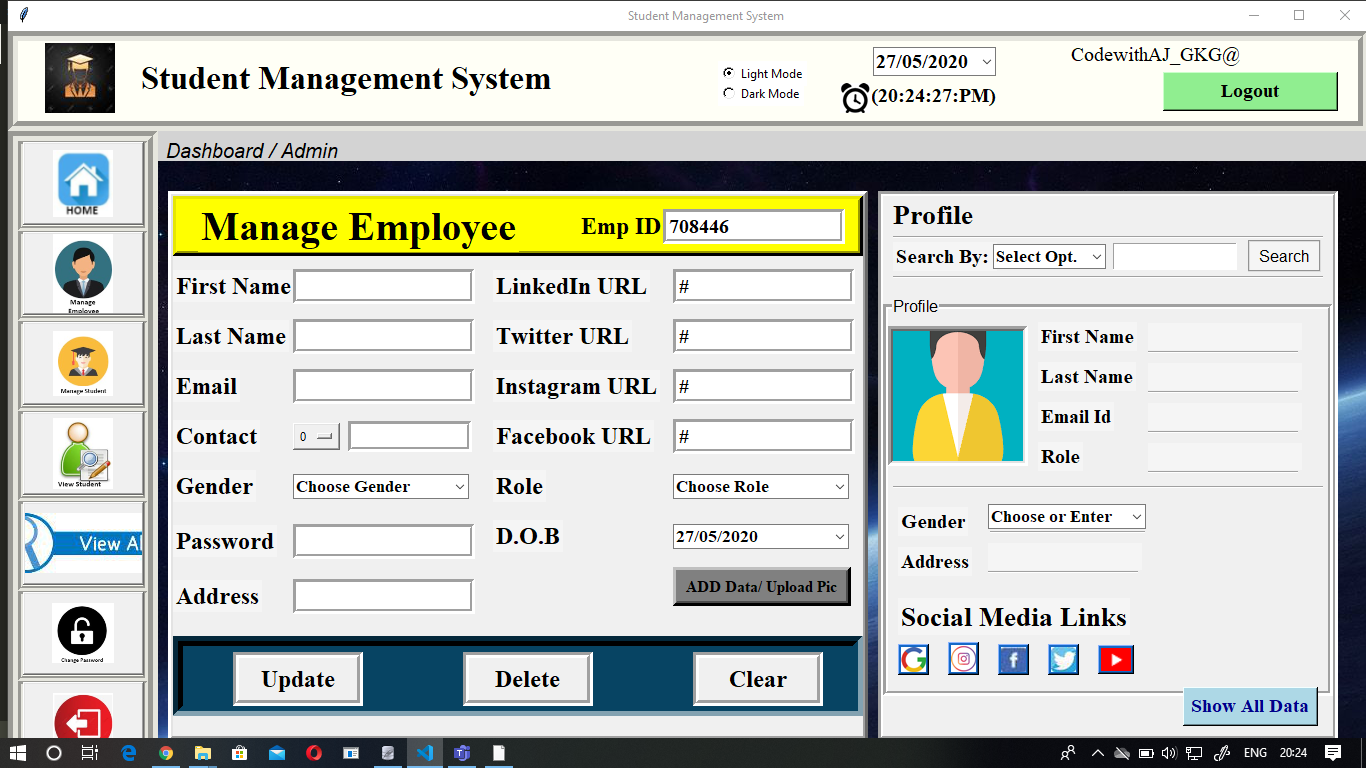 Student Management System
Student Management System
Light Mode
Dark Mode
27/05/2020
(20:24:27:PM)
CodewithAJ_GKG@
Logout
Dashboard / Admin
HOME
Manage
Employee
Manage Student
View Student
View Al
Change Password
Manage Employee
Emp ID 708446
First Name
LinkedIn URL #
Last Name
Twitter URL #
Email
Instagram URL #
Contact 0
Facebook URL #
Gender Choose Gender
Role Choose Role
Password
D.O.B 27/05/2020
Address
ADD Data/ Upload Pic
Update
Delete
Clear
Profile
Search By: Select Opt. Search
Profile
First Name
Last Name
Email Id
Role
Gender Choose or Enter
Address
Social Media Links
Show All Data
ENG 20:24